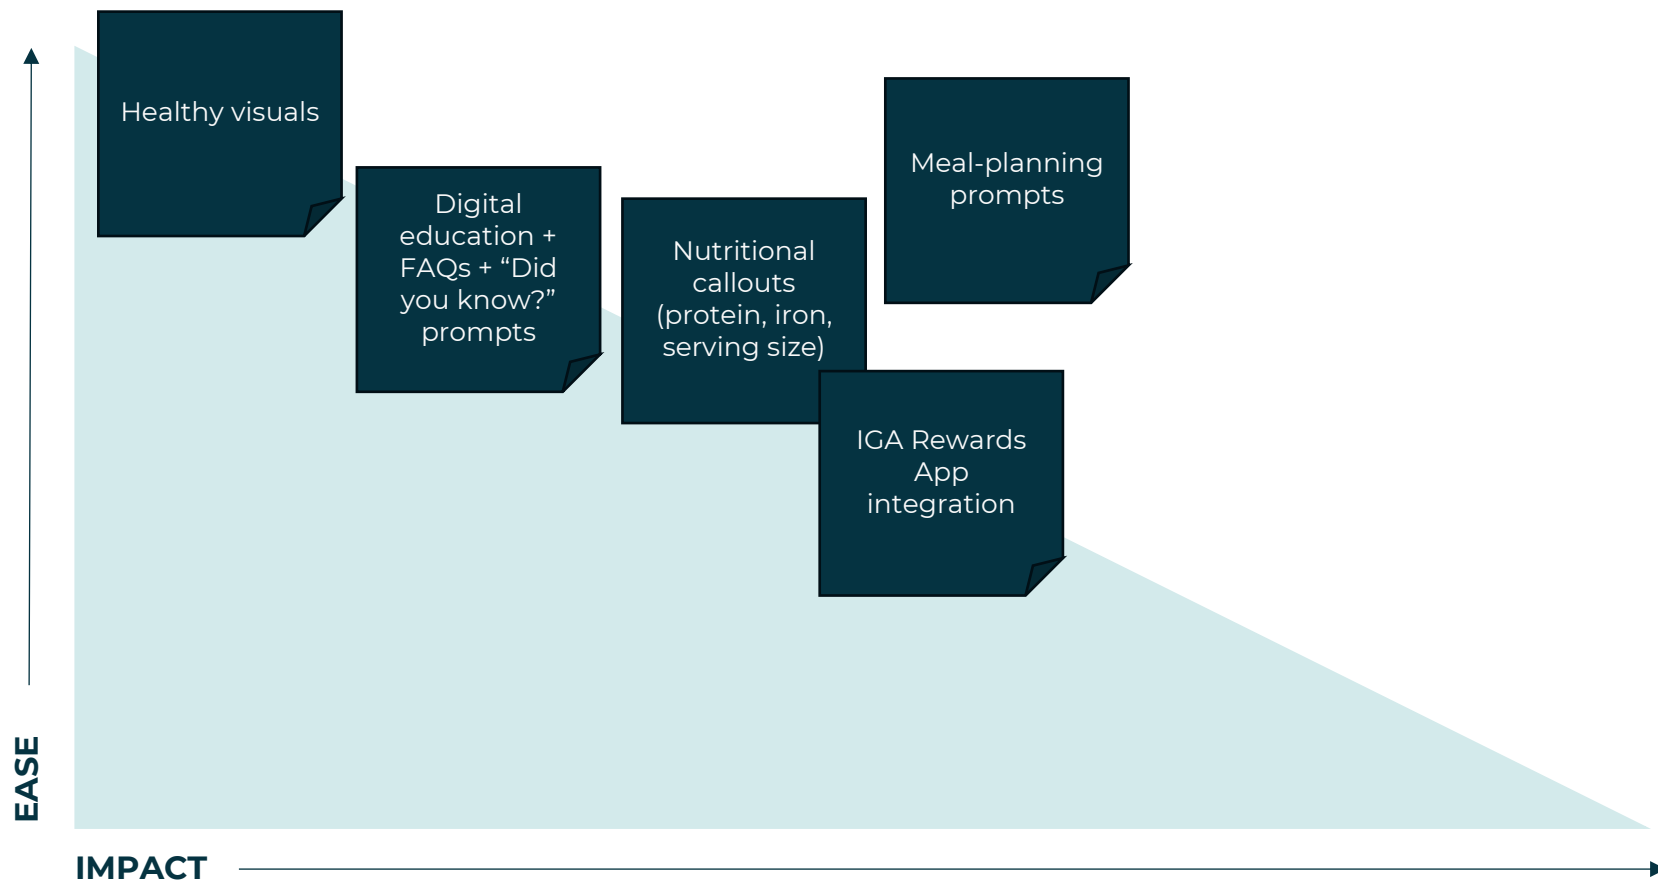 Healthy visuals
Digital
education +
FAQs + “Did
you know?”
prompts
Nutritional
callouts
(protein, iron,
serving size)
Meal-planning
prompts
IGA Rewards
App
integration
EASE
IMPACT